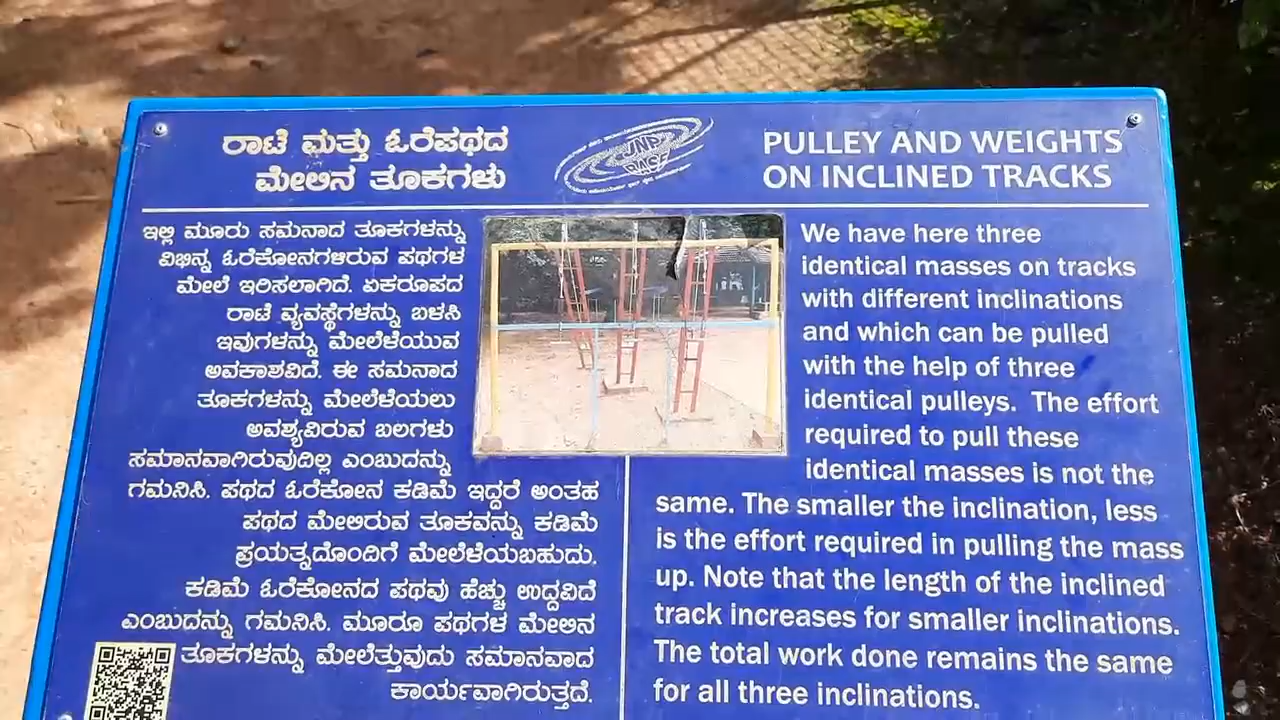 ರಾಟೆ ಮತ್ತು ಓರೆಪಥದ
ಮೇಲಿನ ತೂಕಗಳು
JNP
BASE
PULLEY AND WEIGHTS
ON INCLINED TRACKS
ಇಲ್ಲಿ ಮೂರು ಸಮನಾದ ತೂಕಗಳನ್ನು
ವಿಭಿನ್ನ ಓರೆಕೋನಗಳಿರುವ ಪಥಗಳ
ಮೇಲೆ ಇರಿಸಲಾಗಿದೆ. ಏಕರೂಪದ
ರಾಟೆ ವ್ಯವಸ್ಥೆಗಳನ್ನು ಬಳಸಿ
ಇವುಗಳನ್ನು ಮೇಲೆಳೆಯುವ
ಅವಕಾಶವಿದೆ. ಈ ಸಮನಾದ
ತೂಕಗಳನ್ನು ಮೇಲೆಳೆಯಲು
ಅವಶ್ಯವಿರುವ ಬಲಗಳು
ಸಮಾನವಾಗಿರುವುದಿಲ್ಲ ಎಂಬುದನ್ನು
ಗಮನಿಸಿ. ಪಥದ ಓರೆಕೋನ ಕಡಿಮೆ ಇದ್ದರೆ ಅಂತಹ
ಪಥದ ಮೇಲಿರುವ ತೂಕವನ್ನು ಕಡಿಮೆ
ಪ್ರಯತ್ನದೊಂದಿಗೆ ಮೇಲೆಳೆಯಬಹುದು.
ಕಡಿಮೆ ಓರೆಕೋನದ ಪಥವು ಹೆಚ್ಚು ಉದ್ದವಿದೆ
ಎಂಬುದನ್ನು ಗಮನಿಸಿ. ಮೂರೂ ಪಥಗಳ ಮೇಲಿನ
ತೂಕಗಳನ್ನು ಮೇಲೆತ್ತುವುದು ಸಮಾನವಾದ
ಕಾರ್ಯವಾಗಿರುತ್ತದೆ.
We have here three
identical masses on tracks
with different inclinations
and which can be pulled
with the help of three
identical pulleys. The effort
required to pull these
identical masses is not the
same. The smaller the inclination, less
is the effort required in pulling the mass
up. Note that the length of the inclined
track increases for smaller inclinations.
The total work done remains the same
for all three inclinations.